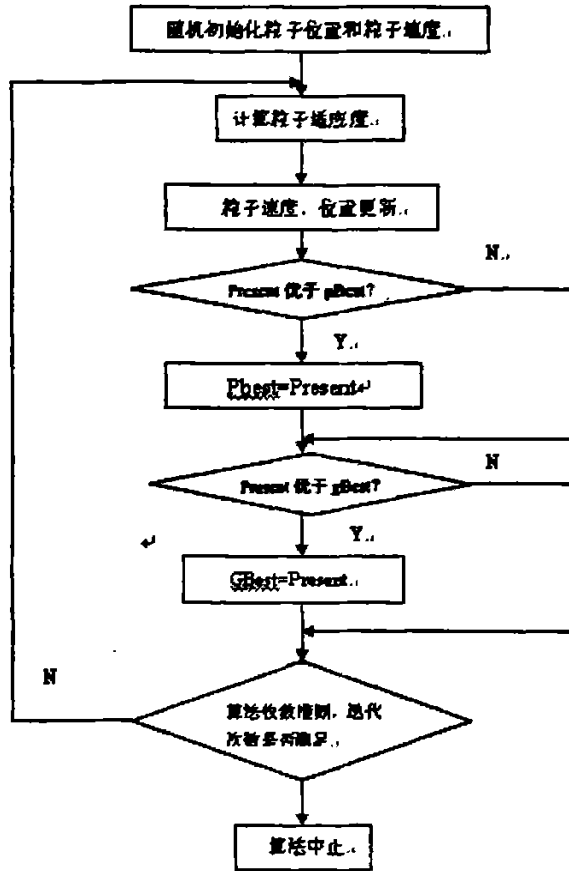 随机初始化粒子位置和粒子速度
计算粒子适应度
粒子速度、位置更新
N
Present 优于 pBest?
Y
Pbest=Present
N
Present 优于 gBest?
Y
GBest=Present
N
算法收敛准则，迭代
次数是否满足
算法中止